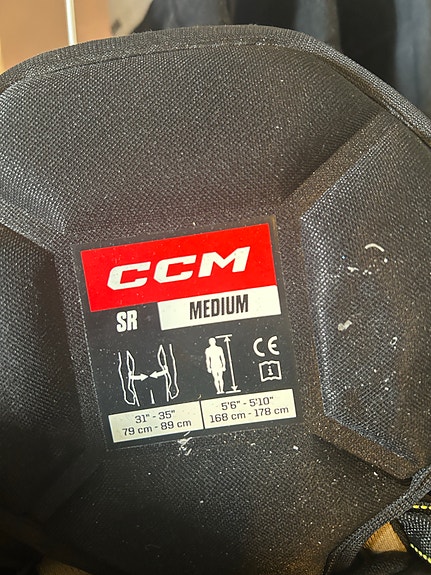 CCM
SR MEDIUM
CE
31" - 35"
79 cm - 89 cm
5'6" - 5'10"
168 cm - 178 cm